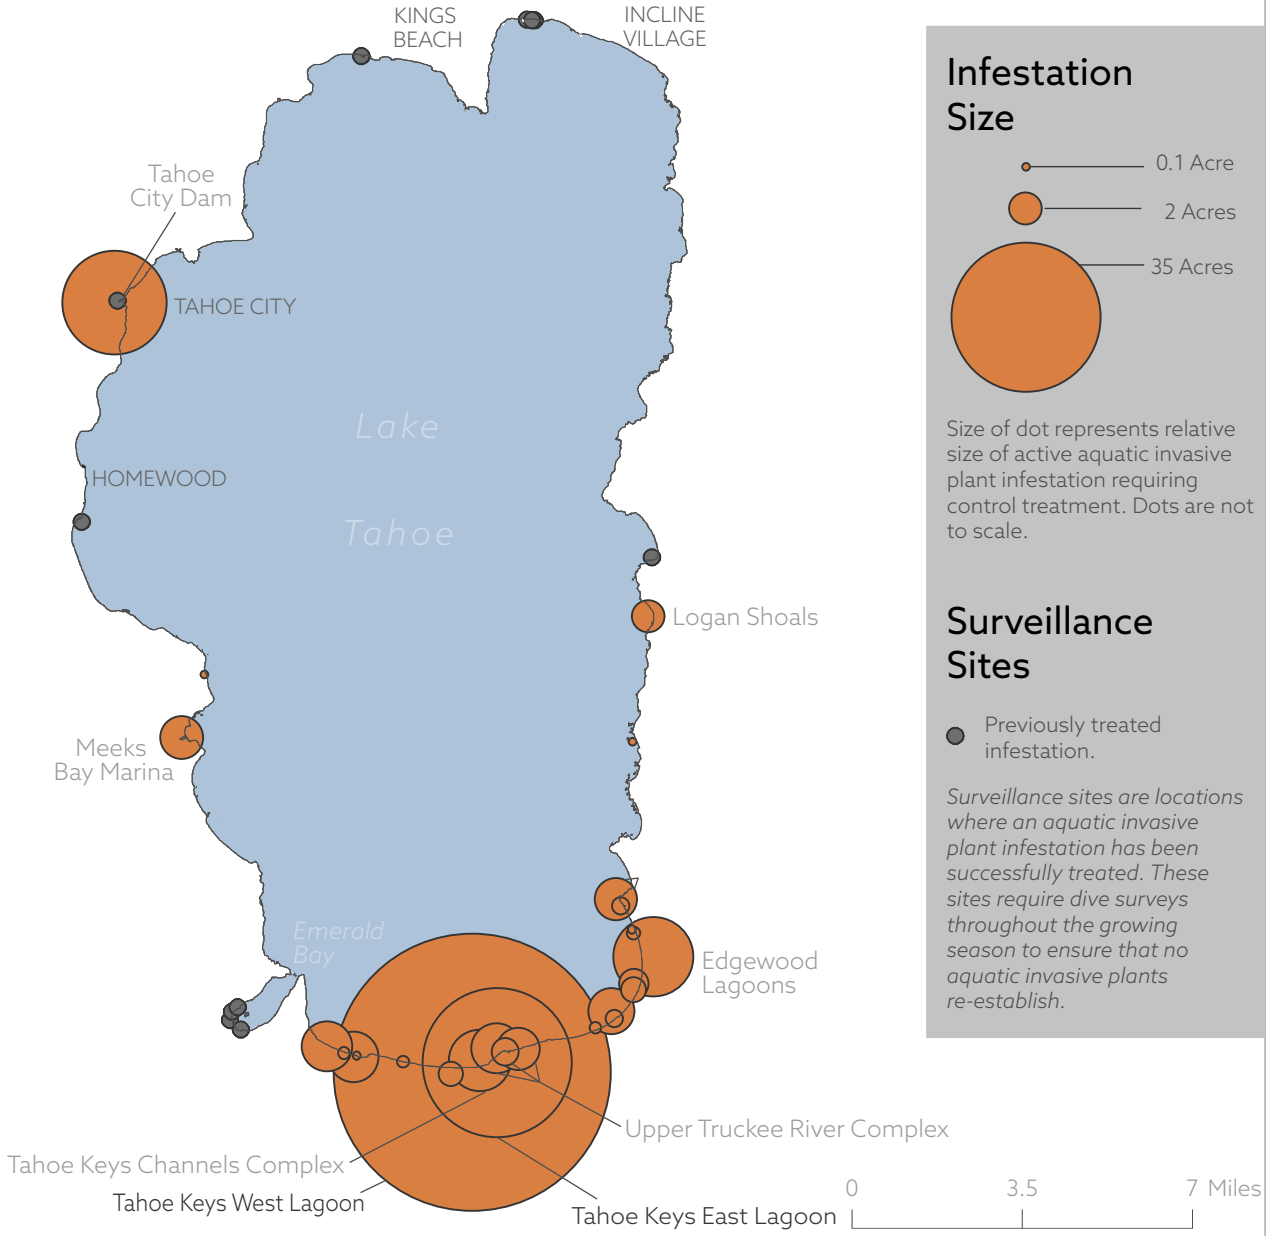 KINGS
BEACH
INCLINE
VILLAGE
Tahoe
City Dam
TAHOE CITY
Lake
Tahoe
HOMEWOOD
Logan Shoals
Meeks
Bay Marina
Emerald
Bay
Edgewood
Lagoons
Upper Truckee River Complex
Tahoe Keys Channels Complex
Tahoe Keys West Lagoon
Tahoe Keys East Lagoon
0
3.5
7 Miles
Infestation
Size
0.1 Acre
2 Acres
35 Acres
Size of dot represents relative
size of active aquatic invasive
plant infestation requiring
control treatment. Dots are not
to scale.
Surveillance
Sites
Previously treated
infestation.
Surveillance sites are locations
where an aquatic invasive
plant infestation has been
successfully treated. These
sites require dive surveys
throughout the growing
season to ensure that no
aquatic invasive plants
re-establish.